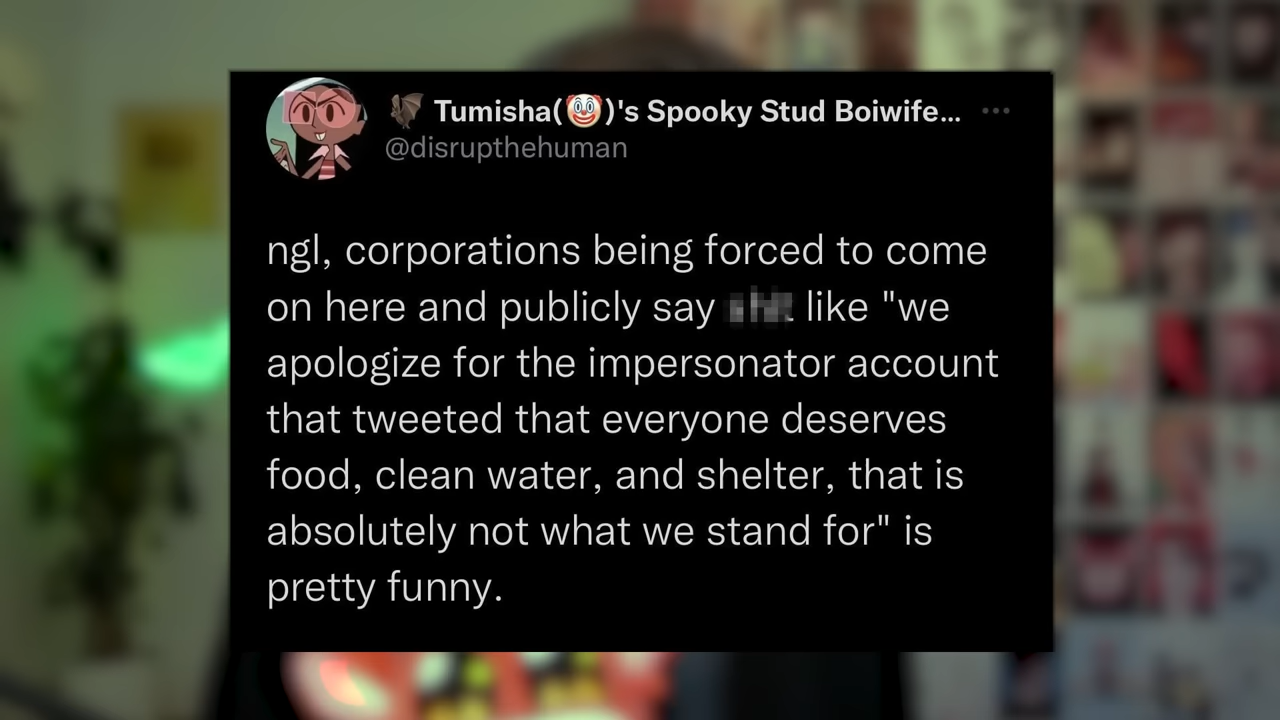 🦇 Tumisha(🤡)'s Spooky Stud Boiwife...
@disrupthehuman
ngl, corporations being forced to come
on here and publicly say like "we
apologize for the impersonator account
that tweeted that everyone deserves
food, clean water, and shelter, that is
absolutely not what we stand for" is
pretty funny.